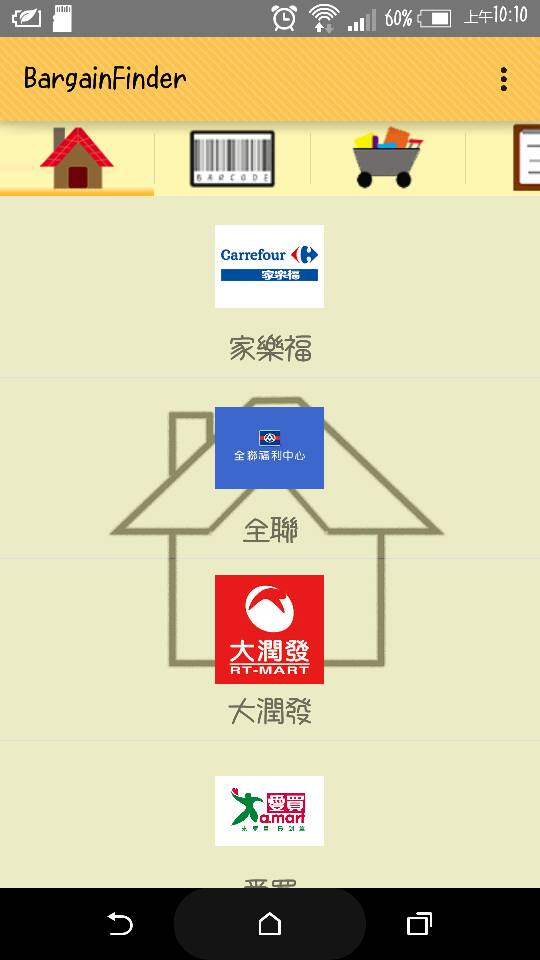 60% 上午10:10
BargainFinder
BARCODE
Carrefour
家樂福
家樂福
全聯福利中心
全聯
大潤發
RT-MART
大潤發
愛買
a.mart